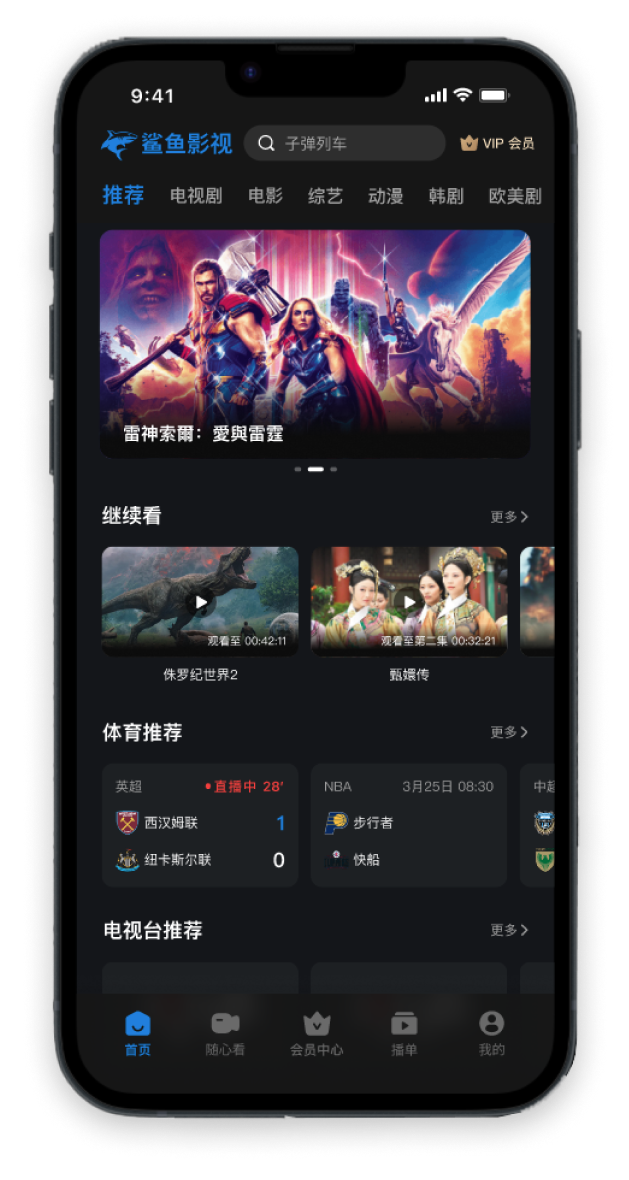 9:41
鲨鱼影视 子弹列车 VIP 会员
推荐 电视剧 电影 综艺 动漫 韩剧 欧美剧
雷神索爾：愛與雷霆
继续看 更多
观看至 00:42:11 观看至第二集 00:32:21
侏罗纪世界2 甄嬛传
体育推荐 更多
英超 直播中 28' NBA 3月25日 08:30 中超
西汉姆联 1 步行者
纽卡斯尔联 0 快船
电视台推荐 更多
首页 随心看 会员中心 播单 我的